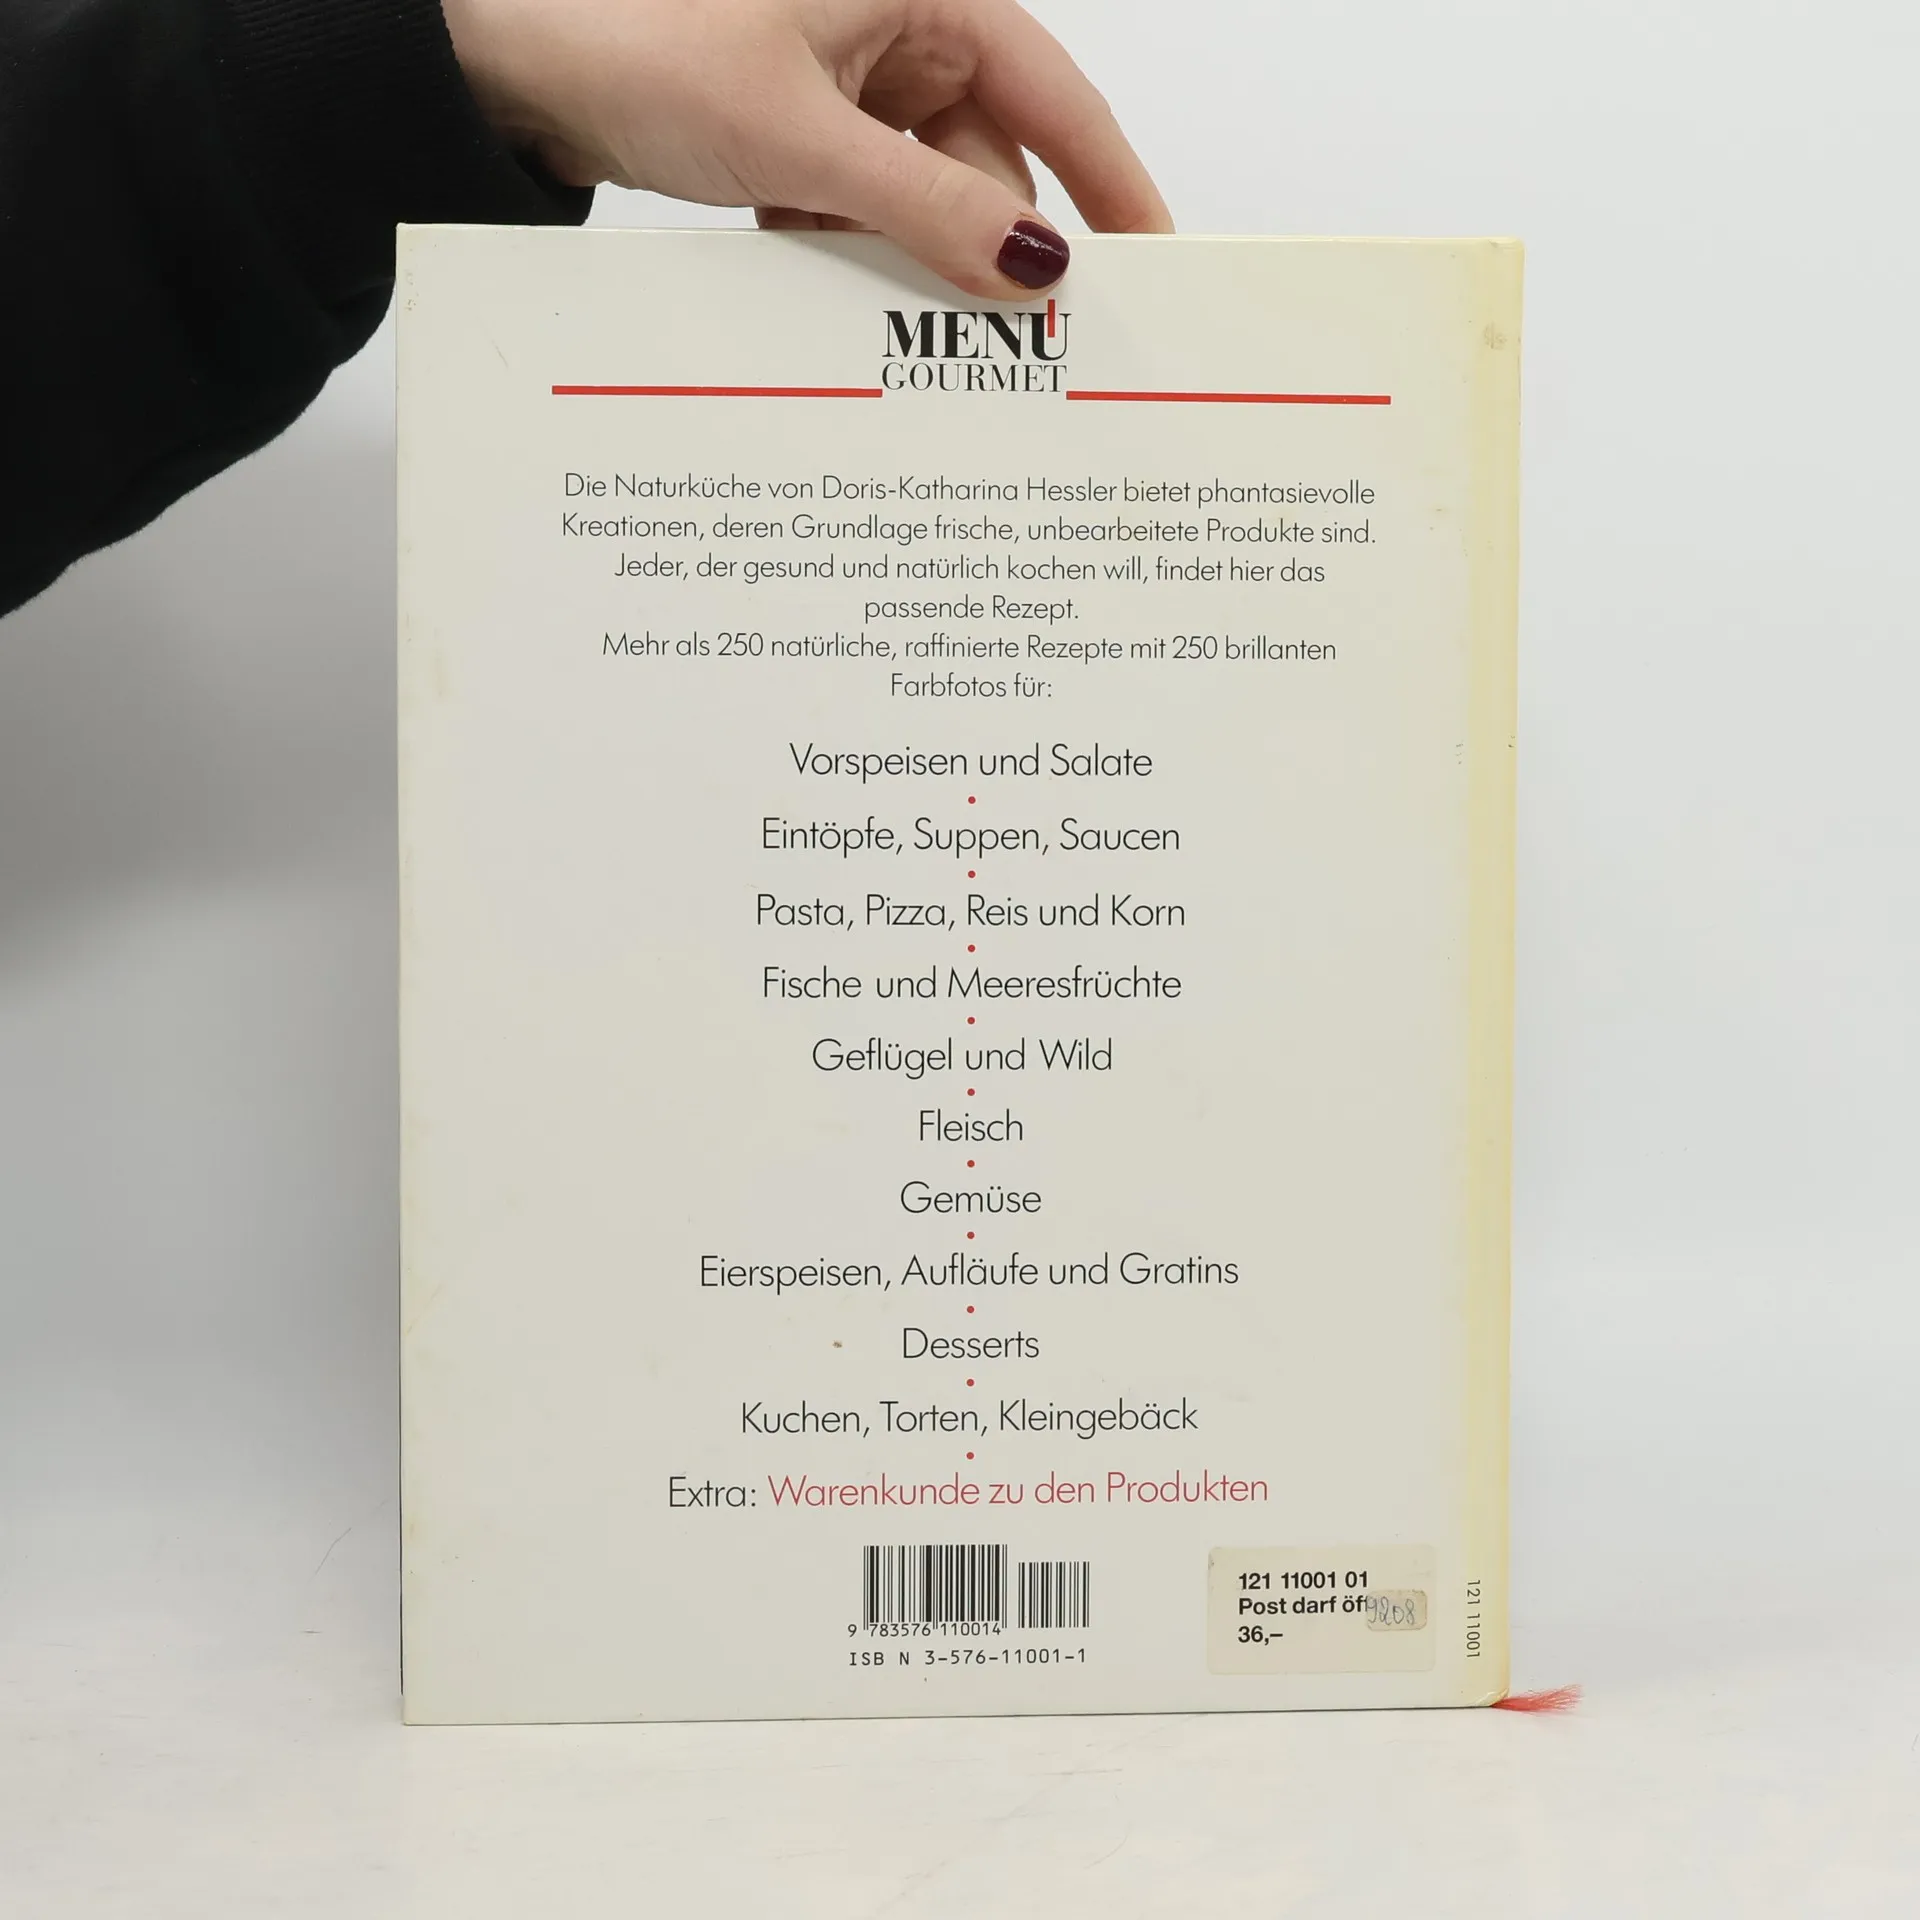 MENÜ
GOURMET
Die Naturküche von Doris-Katharina Hessler bietet phantasievolle
Kreationen, deren Grundlage frische, unbearbeitete Produkte sind.
Jeder, der gesund und natürlich kochen will, findet hier das
passende Rezept.
Mehr als 250 natürliche, raffinierte Rezepte mit 250 brillanten
Farbfotos für:
Vorspeisen und Salate
Eintöpfe, Suppen, Saucen
Pasta, Pizza, Reis und Korn
Fische und Meeresfrüchte
Geflügel und Wild
Fleisch
Gemüse
Eierspeisen, Aufläufe und Gratins
Desserts
Kuchen, Torten, Kleingebäck
Extra: Warenkunde zu den Produkten
9 783576 110014
ISB N 3-576-11001-1
121 11001 01
Post darf
9208
36,–
121 11001